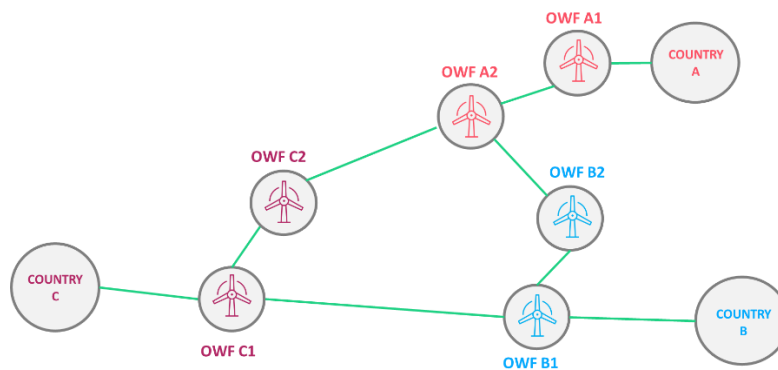 OWF A1
OWF A2
COUNTRY
A
OWF C2
OWF B2
COUNTRY
C
COUNTRY
B
OWF C1
OWF B1